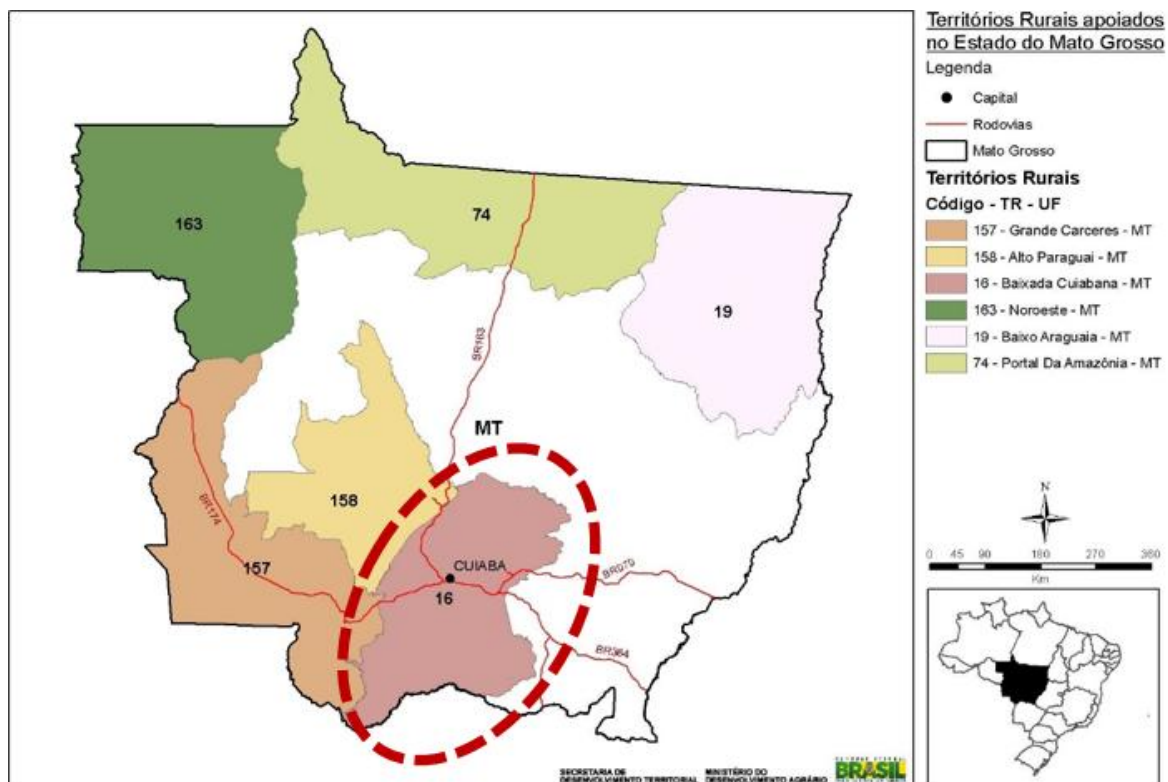 Territórios Rurais apoiados
no Estado do Mato Grosso
Legenda
Capital
Rodovias
Mato Grosso
Territórios Rurais
Código - TR - UF
157 - Grande Carceres - MT
158 - Alto Paraguai - MT
16 - Baixada Cuiabana - MT
163 - Noroeste - MT
19 - Baixo Araguaia - MT
74 - Portal Da Amazônia - MT
163
74
19
BR163
MT
158
BR174
157
CUIABA
16
BR070
BR364
N
0 45 90 180 270 360
Km
SECRETARIA DE
DESENVOLVIMENTO TERRITORIAL
MINISTÉRIO DO
DESENVOLVIMENTO AGRÁRIO
BRASIL